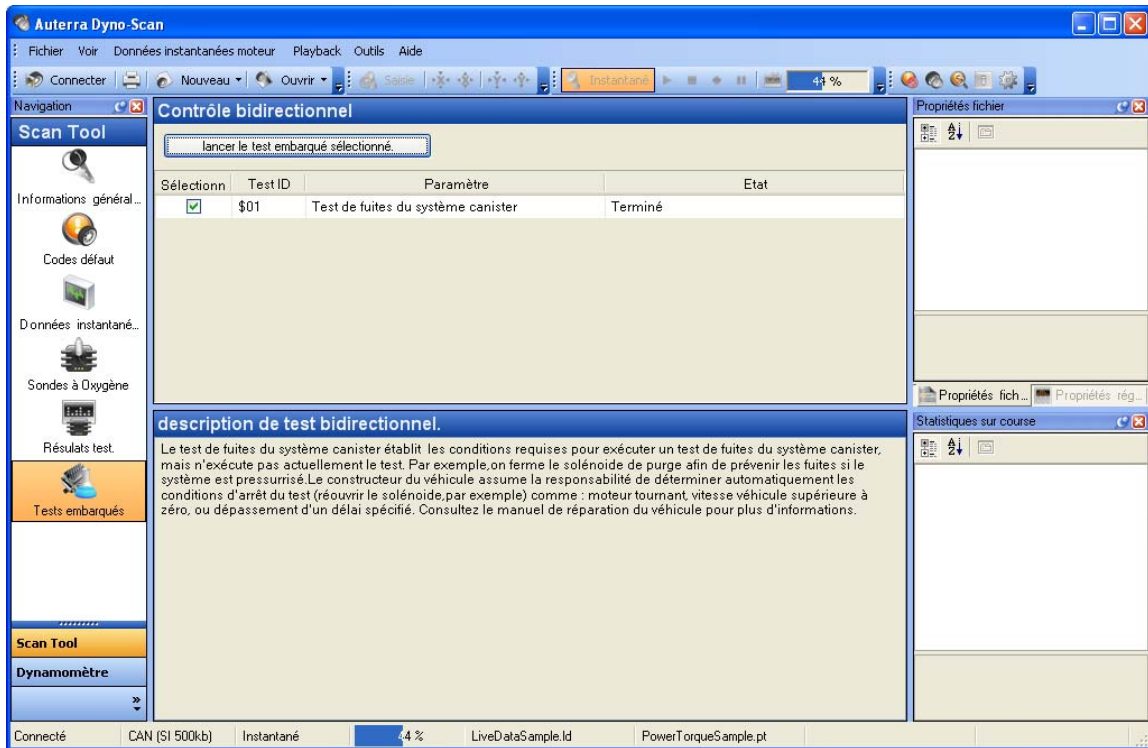 Auterra Dyno-Scan
Fichier Voir Données instantanées moteur Playback Outils Aide
Connecter Nouveau Ouvrir Saisie Instantané 44 %
Navigation
Scan Tool
Informations général...
Codes défaut
Données instantané...
Sondes à Oxygène
Résulats test.
Tests embarqués
Scan Tool
Dynamomètre
Contrôle bidirectionnel
lancer le test embarqué sélectionné.
Sélectionn Test ID Paramètre Etat
$01 Test de fuites du système canister Terminé
description de test bidirectionnel.
Le test de fuites du système canister établit les conditions requises pour exécuter un test de fuites du système canister,
mais n'exécute pas actuellement le test. Par exemple,on ferme le solénoide de purge afin de prévenir les fuites si le
système est pressurrisé.Le constructeur du véhicule assume la responsabilité de déterminer automatiquement les
conditions d'arrêt du test (réouvrir le solénoide,par exemple) comme : moteur tournant, vitesse véhicule supérieure à
zéro, ou dépassement d'un délai spécifié. Consultez le manuel de réparation du véhicule pour plus d'informations.
Propriétés fichier
Propriétés fich... Propriétés rég...
Statistiques sur course
Connecté CAN (SI 500kb) Instantané 44 % LiveDataSample.ld PowerTorqueSample.pt